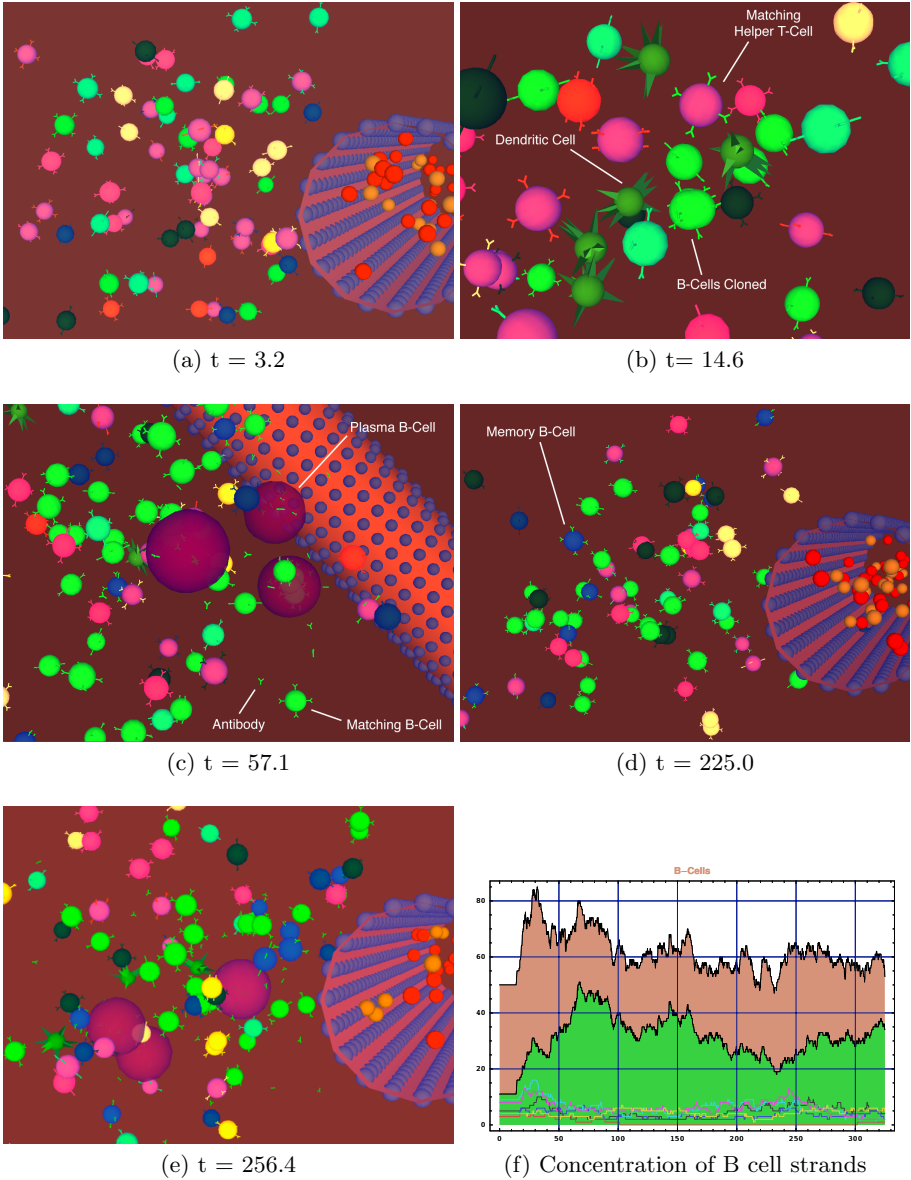 (a) t = 3.2
Matching
Helper T-Cell
Dendritic Cell
B-Cells Cloned
(b) t= 14.6
Plasma B-Cell
Antibody
Matching B-Cell
(c) t = 57.1
Memory B-Cell
(d) t = 225.0
(e) t = 256.4
B-Cells
80
60
40
20
0
0 50 100 150 200 250 300
(f) Concentration of B cell strands